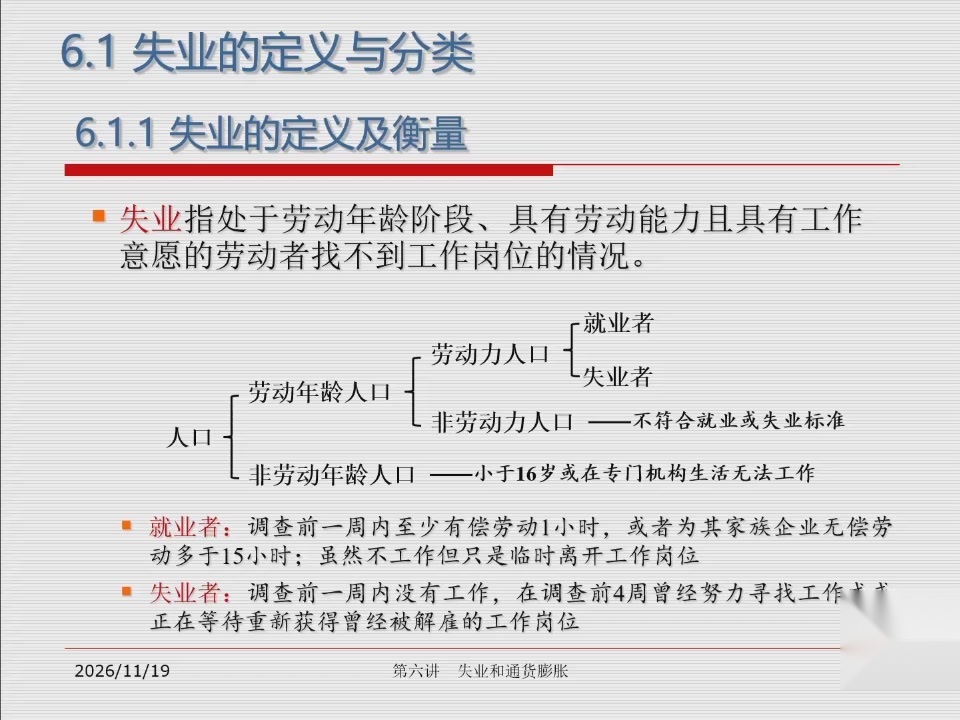 6.1 失业的定义与分类
6.1.1 失业的定义及衡量
失业指处于劳动年龄阶段、具有劳动能力且具有工作
意愿的劳动者找不到工作岗位的情况。
就业者
劳动力人口
失业者
劳动年龄人口
非劳动力人口 ——不符合就业或失业标准
人口
非劳动年龄人口 ——小于16岁或在专门机构生活无法工作
就业者：调查前一周内至少有偿劳动1小时，或者为其家族企业无偿劳
动多于15小时；虽然不工作但只是临时离开工作岗位
失业者：调查前一周内没有工作，在调查前4周曾经努力寻找工作
正在等待重新获得曾经被解雇的工作岗位
2026/11/19
第六讲 失业和通货膨胀